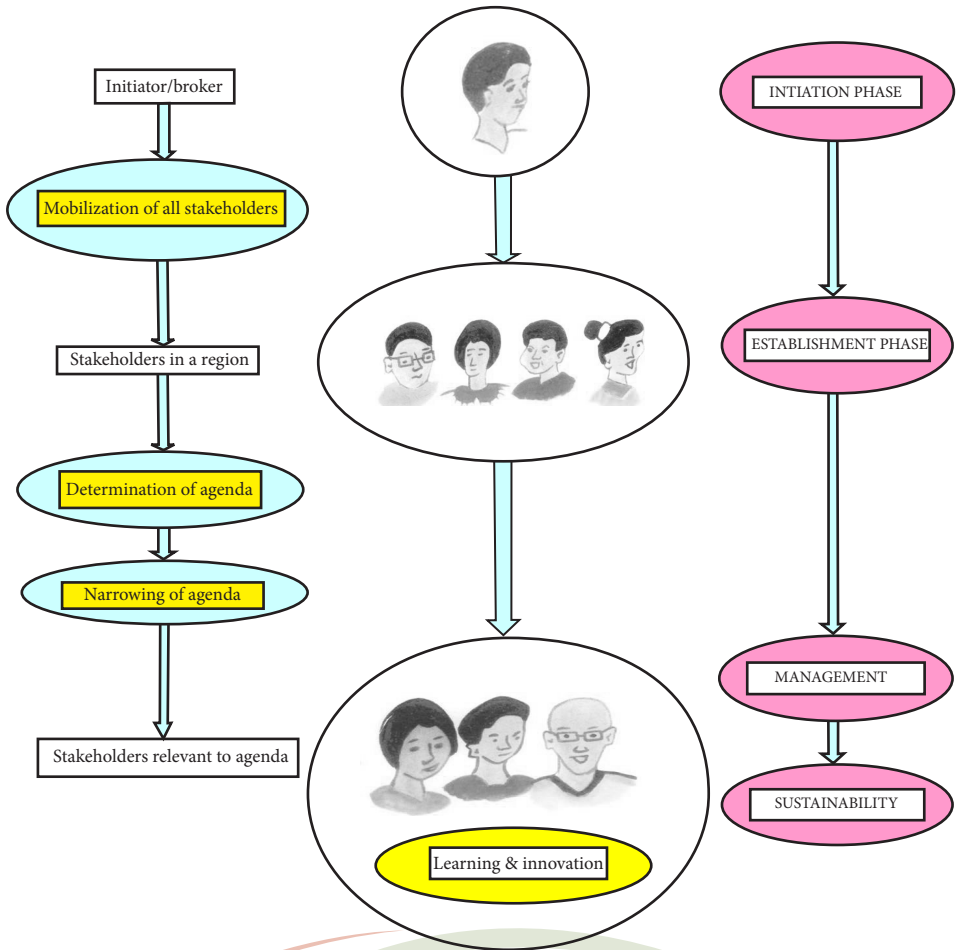 Initiator/broker
Mobilization of all stakeholders
Stakeholders in a region
Determination of agenda
Narrowing of agenda
Stakeholders relevant to agenda
Learning & innovation
INTIATION PHASE
ESTABLISHMENT PHASE
MANAGEMENT
SUSTAINABILITY